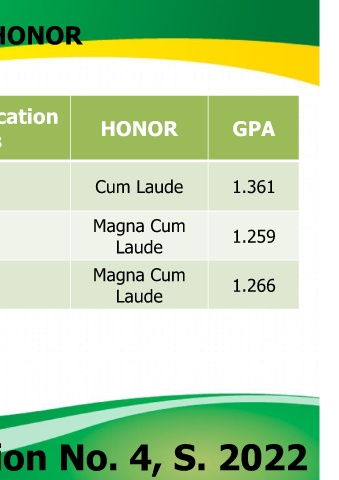 HONOR
cation HONOR GPA
s
Cum Laude 1.361
Magna Cum
Laude 1.259
Magna Cum
Laude 1.266
ion No. 4, S. 2022